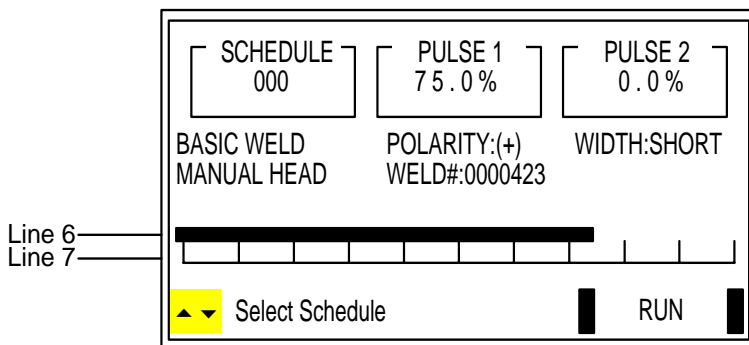 SCHEDULE PULSE 1 PULSE 2
000 75.0% 0.0%
BASIC WELD POLARITY:(+) WIDTH:SHORT
MANUAL HEAD WELD#:0000423
Line 6
Line 7
Select Schedule RUN